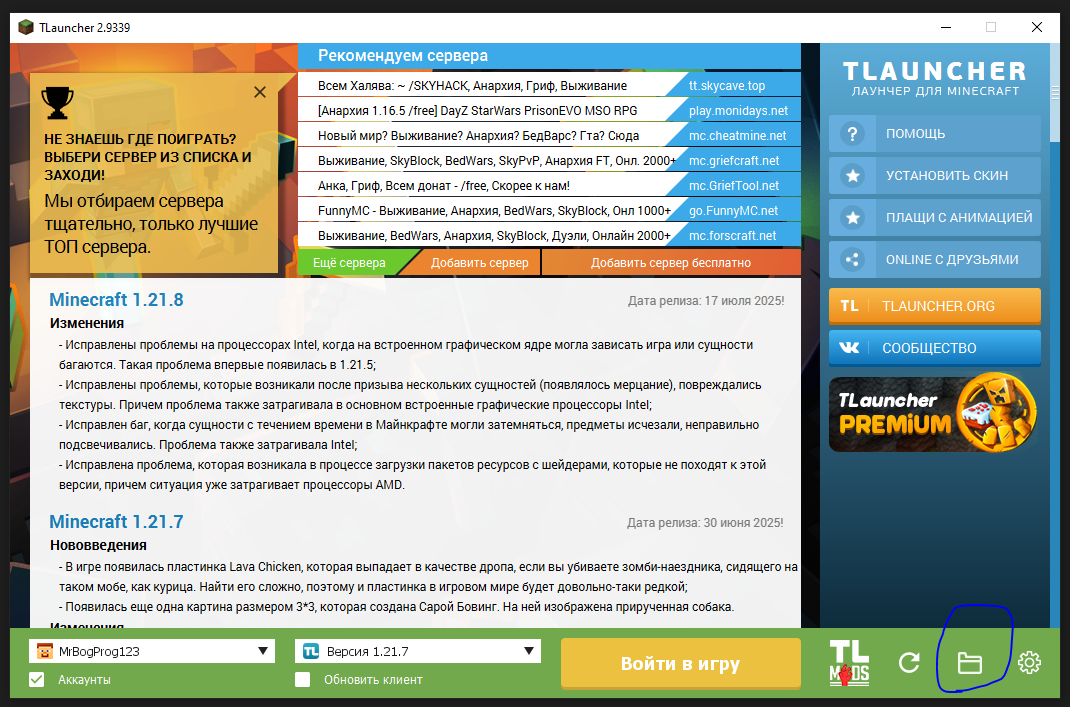 TLauncher 2.9339
НЕ ЗНАЕШЬ ГДЕ ПОИГРАТЬ?
ВЫБЕРИ СЕРВЕР ИЗ СПИСКА И
ЗАХОДИ!
Мы отбираем сервера
тщательно, только лучшие
ТОП сервера.
Рекомендуем сервера
Всем Халява: ~ /SKYHACK, Анархия, Гриф, Выживание tt.skycave.top
[Анархия 1.16.5 /free] DayZ StarWars PrisonEVO MSO RPG play.monidays.net
Новый мир? Выживание? Анархия? БедВарс? Гта? Сюда mc.cheatmine.net
Выживание, SkyBlock, BedWars, SkyPvP, Анархия FT, Онл. 2000+ mc.griefcraft.net
Анка, Гриф, Всем донат - /free, Скорее к нам! mc.GriefTool.net
FunnyMC - Выживание, Анархия, BedWars, SkyBlock, Онл 1000+ go.FunnyMC.net
Выживание, BedWars, Анархия, SkyBlock, Дуэли, Онлайн 2000+ mc.forscraft.net
Ещё сервера Добавить сервер Добавить сервер бесплатно
Minecraft 1.21.8 Дата релиза: 17 июля 2025!
Изменения
- Исправлены проблемы на процессорах Intel, когда на встроенном графическом ядре могла зависать игра или сущности
багаются. Такая проблема впервые появилась в 1.21.5;
- Исправлены проблемы, которые возникали после призыва нескольких сущностей (появлялось мерцание), повреждались
текстуры. Причем проблема также затрагивала в основном встроенные графические процессоры Intel;
- Исправлен баг, когда сущности с течением времени в Майнкрафте могли затемняться, предметы исчезали, неправильно
подсвечивались. Проблема также затрагивала Intel;
- Исправлена проблема, которая возникала в процессе загрузки пакетов ресурсов с шейдерами, которые не походят к этой
версии, причем ситуация уже затрагивает процессоры AMD.
Minecraft 1.21.7 Дата релиза: 30 июня 2025!
Нововведения
- В игре появилась пластинка Lava Chicken, которая выпадает в качестве дропа, если вы убиваете зомби-наездника, сидящего на
таком мобе, как курица. Найти его сложно, поэтому и пластинка в игровом мире будет довольно-таки редкой;
- Появилась еще одна картина размером 3*3, которая создана Сарой Бовинг. На ней изображена прирученная собака.
Изменения
TLAUNCHER
ЛАУНЧЕР ДЛЯ MINECRAFT
? ПОМОЩЬ
УСТАНОВИТЬ СКИН
ПЛАЩИ С АНИМАЦИЕЙ
ONLINE С ДРУЗЬЯМИ
TL TLAUNCHER.ORG
СООБЩЕСТВО
TLauncher
PREMiUM
MrBogProg123
Аккаунты
TL Версия 1.21.7
Обновить клиент
Войти в игру
TL
MODS